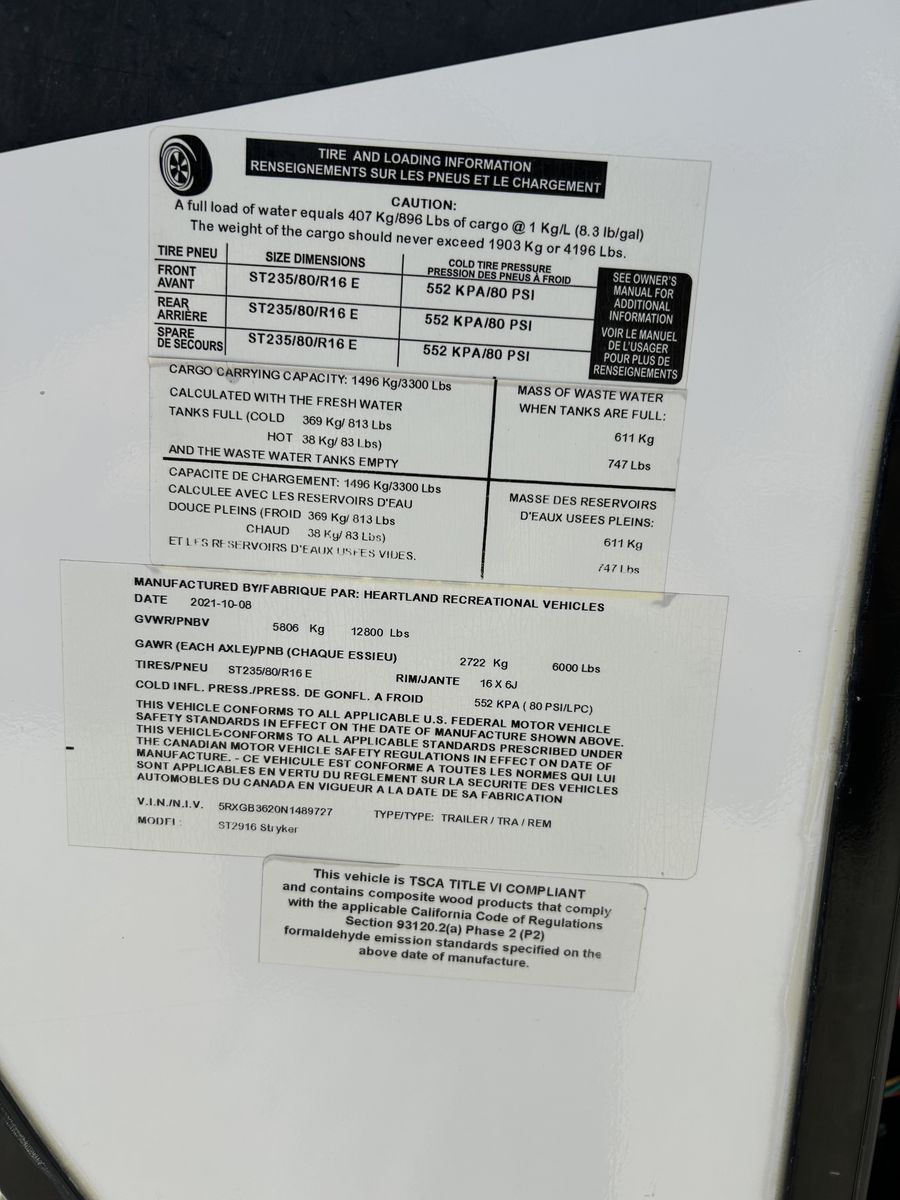 TIRE AND LOADING INFORMATION
RENSEIGNEMENTS SUR LES PNEUS ET LE CHARGEMENT
CAUTION:
A full load of water equals 407 Kg/896 Lbs of cargo @ 1 Kg/L (8.3 lb/gal)
The weight of the cargo should never exceed 1903 Kg or 4196 Lbs.
TIRE PNEU SIZE DIMENSIONS COLD TIRE PRESSURE
PRESSION DES PNEUS À FROID
FRONT
AVANT ST235/80/R16 E 552 KPA/80 PSI
REAR
ARRIÈRE ST235/80/R16 E 552 KPA/80 PSI
SPARE
DE SECOURS ST235/80/R16 E 552 KPA/80 PSI
SEE OWNER'S
MANUAL FOR
ADDITIONAL
INFORMATION
VOIR LE MANUEL
DE L'USAGER
POUR PLUS DE
RENSEIGNEMENTS
CARGO CARRYING CAPACITY: 1496 Kg/3300 Lbs
CALCULATED WITH THE FRESH WATER
TANKS FULL (COLD 369 Kg/ 813 Lbs
HOT 38 Kg/ 83 Lbs)
AND THE WASTE WATER TANKS EMPTY
MASS OF WASTE WATER
WHEN TANKS ARE FULL:
611 Kg
747 Lbs
CAPACITE DE CHARGEMENT: 1496 Kg/3300 Lbs
CALCULEE AVEC LES RESERVOIRS D'EAU
DOUCE PLEINS (FROID 369 Kg/ 813 Lbs
CHAUD 38 Kg/ 83 Lbs)
ET LES RESERVOIRS D'EAUX USEES VIDES.
MASSE DES RESERVOIRS
D'EAUX USEES PLEINS:
611 Kg
747 Lbs
MANUFACTURED BY/FABRIQUE PAR: HEARTLAND RECREATIONAL VEHICLES
DATE 2021-10-08
GVWR/PNBV 5806 Kg 12800 Lbs
GAWR (EACH AXLE)/PNB (CHAQUE ESSIEU) 2722 Kg 6000 Lbs
TIRES/PNEU ST235/80/R16 E RIM/JANTE 16 X 6J
COLD INFL. PRESS./PRESS. DE GONFL. A FROID 552 KPA ( 80 PSI/LPC)
THIS VEHICLE CONFORMS TO ALL APPLICABLE U.S. FEDERAL MOTOR VEHICLE
SAFETY STANDARDS IN EFFECT ON THE DATE OF MANUFACTURE SHOWN ABOVE.
THIS VEHICLE CONFORMS TO ALL APPLICABLE STANDARDS PRESCRIBED UNDER
THE CANADIAN MOTOR VEHICLE SAFETY REGULATIONS IN EFFECT ON DATE OF
MANUFACTURE. - CE VEHICULE EST CONFORME A TOUTES LES NORMES QUI LUI
SONT APPLICABLES EN VERTU DU REGLEMENT SUR LA SECURITE DES VEHICLES
AUTOMOBILES DU CANADA EN VIGUEUR A LA DATE DE SA FABRICATION
V.I.N./N.I.V. 5RXGB3620N1489727 TYPE/TYPE: TRAILER / TRA / REM
MODEL: ST2916 Stryker
This vehicle is TSCA TITLE VI COMPLIANT
and contains composite wood products that comply
with the applicable California Code of Regulations
Section 93120.2(a) Phase 2 (P2)
formaldehyde emission standards specified on the
above date of manufacture.